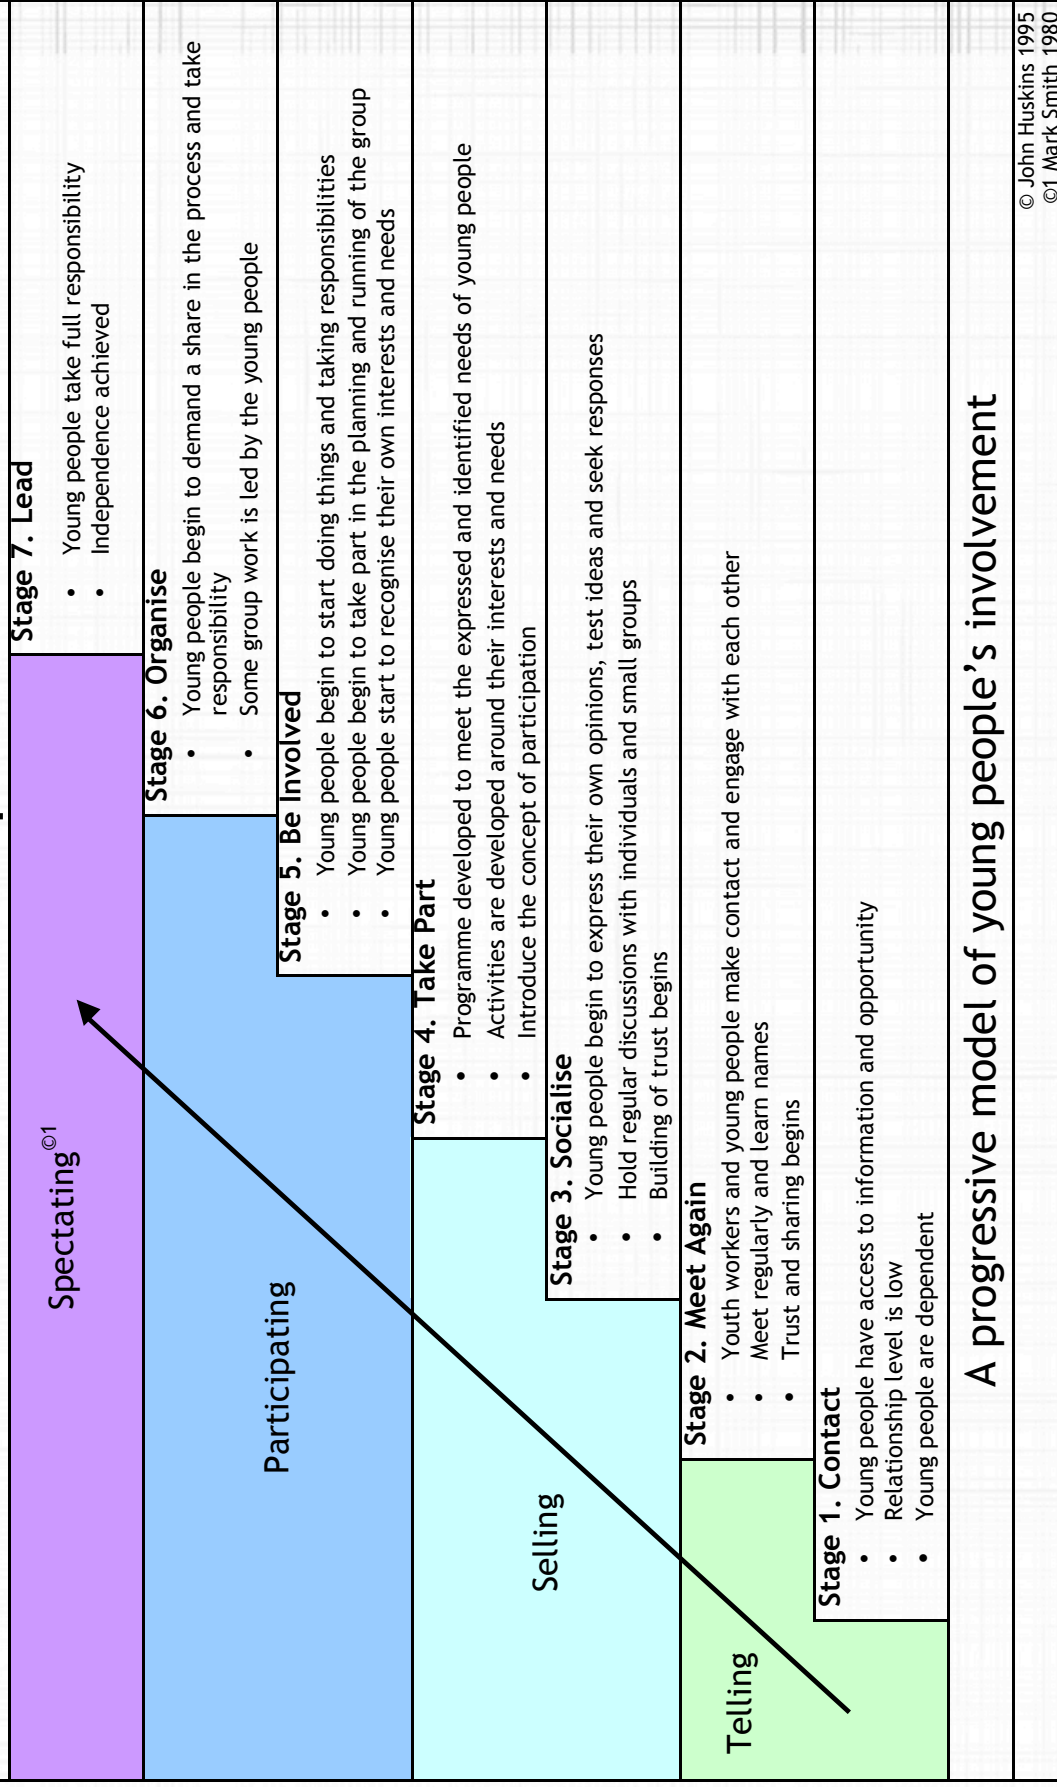 Stage 7. Lead
Spectating©1
• Young people take full responsibility
• Independence achieved
Stage 6. Organise
• Young people begin to demand a share in the process and take
responsibility
• Some group work is led by the young people
Participating
Stage 5. Be Involved
• Young people begin to start doing things and taking responsibilities
• Young people begin to take part in the planning and running of the group
• Young people start to recognise their own interests and needs
Stage 4. Take Part
• Programme developed to meet the expressed and identified needs of young people
• Activities are developed around their interests and needs
• Introduce the concept of participation
Selling
Stage 3. Socialise
• Young people begin to express their own opinions, test ideas and seek responses
• Hold regular discussions with individuals and small groups
• Building of trust begins
Stage 2. Meet Again
• Youth workers and young people make contact and engage with each other
• Meet regularly and learn names
• Trust and sharing begins
Telling
Stage 1. Contact
• Young people have access to information and opportunity
• Relationship level is low
• Young people are dependent
A progressive model of young people's involvement
© John Huskins 1995
©1 Mark Smith 1980